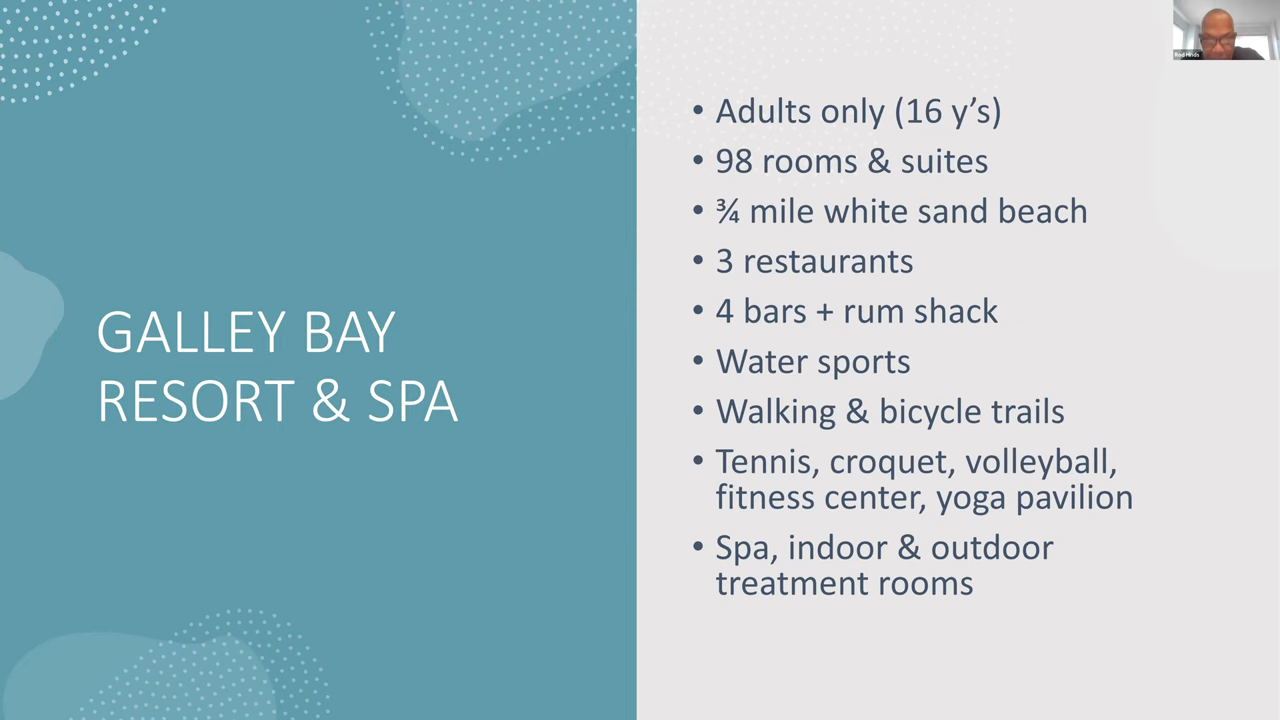 GALLEY BAY
RESORT & SPA
• Adults only (16 y’s)
• 98 rooms & suites
• ¾ mile white sand beach
• 3 restaurants
• 4 bars + rum shack
• Water sports
• Walking & bicycle trails
• Tennis, croquet, volleyball,
fitness center, yoga pavilion
• Spa, indoor & outdoor
treatment rooms
Rod Hinds